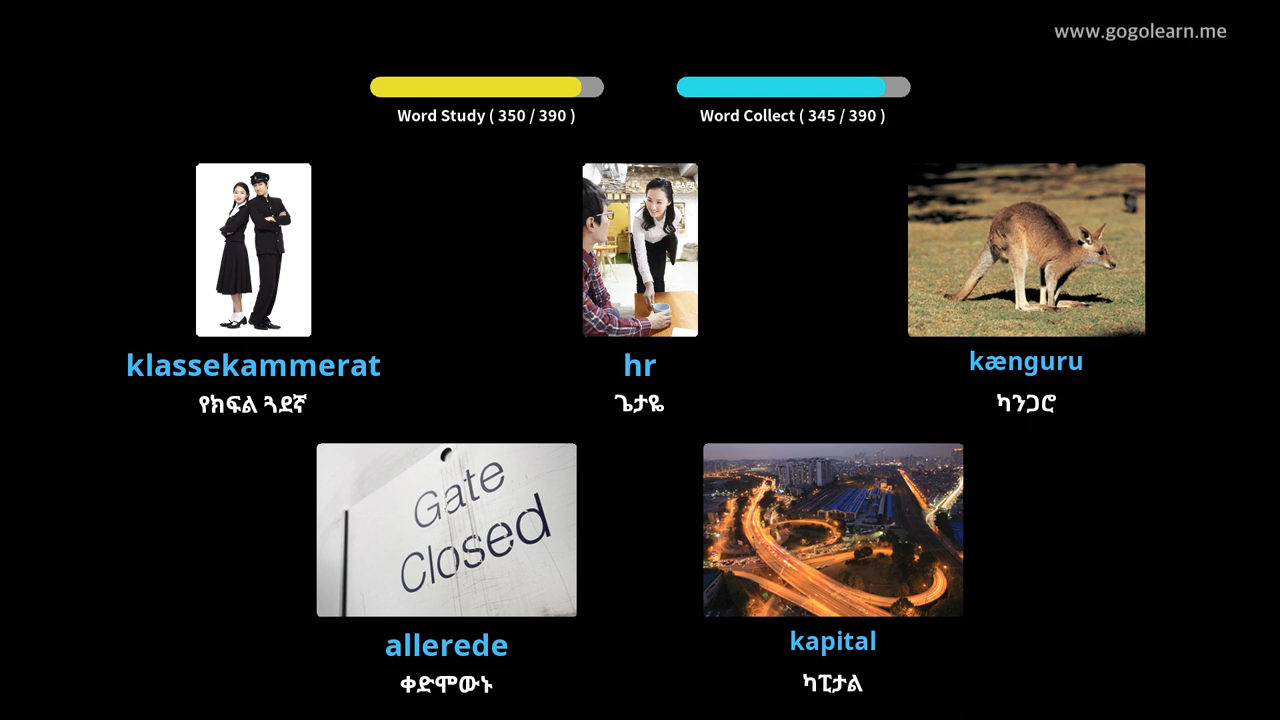 www.gogolearn.me
Word Study ( 350 / 390 )
Word Collect ( 345 / 390 )
klassekammerat
የክፍል ጓደኛ
hr
ጌታዬ
kænguru
ካንጋሮ
Gate
Closed
allerede
ቀድሞውኑ
kapital
ካፒታል